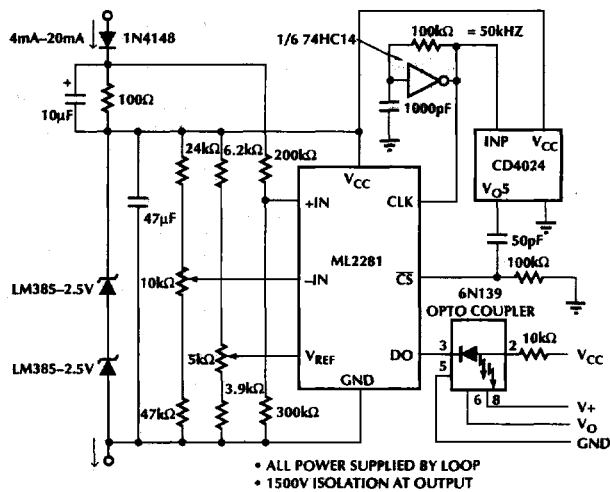 4mA–20mA
1N4148
1/6 74HC14
100kΩ
= 50kHZ
+
10μF
100Ω
1000pF
INP
VCC
CD4024
VO5
24kΩ
6.2kΩ
200kΩ
VCC
+IN
CLK
47μF
50pF
ML2281
LM385–2.5V
10kΩ
–IN
CS
100kΩ
6N139
OPTO COUPLER
LM385–2.5V
5kΩ
VREF
DO
3
2
10kΩ
VCC
5
GND
6
8
47kΩ
3.9kΩ
300kΩ
V+
VO
GND
• ALL POWER SUPPLIED BY LOOP
• 1500V ISOLATION AT OUTPUT